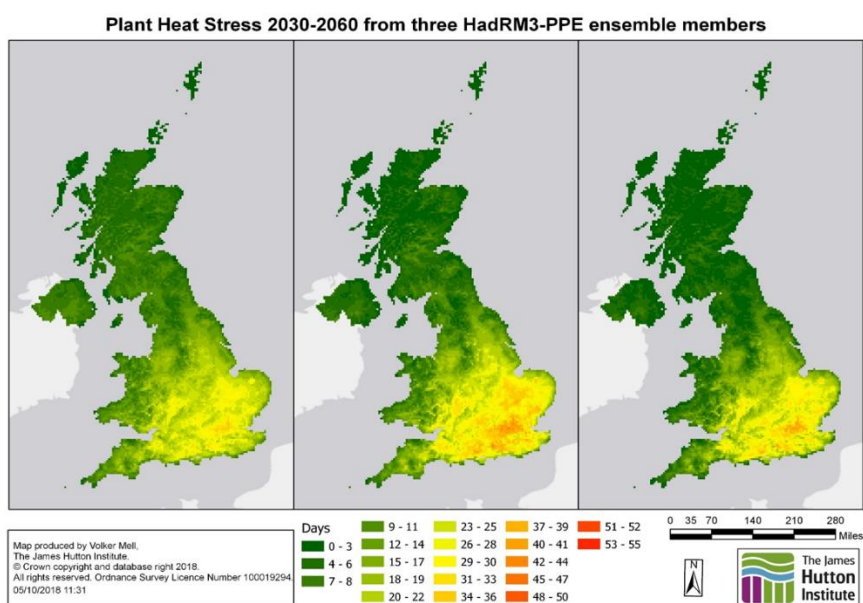 Plant Heat Stress 2030-2060 from three HadRM3-PPE ensemble members
Map produced by Volker Mell,
The James Hutton Institute.
© Crown copyright and database right 2018.
All rights reserved. Ordnance Survey Licence Number 100019294.
05/10/2018 11:31
Days
0 - 3
4 - 6
7 - 8
9 - 11
12 - 14
15 - 17
18 - 19
20 - 22
23 - 25
26 - 28
29 - 30
31 - 33
34 - 36
37 - 39
40 - 41
42 - 44
45 - 47
48 - 50
51 - 52
53 - 55
0 35 70 140 210 280
Miles
N
The James
Hutton
Institute